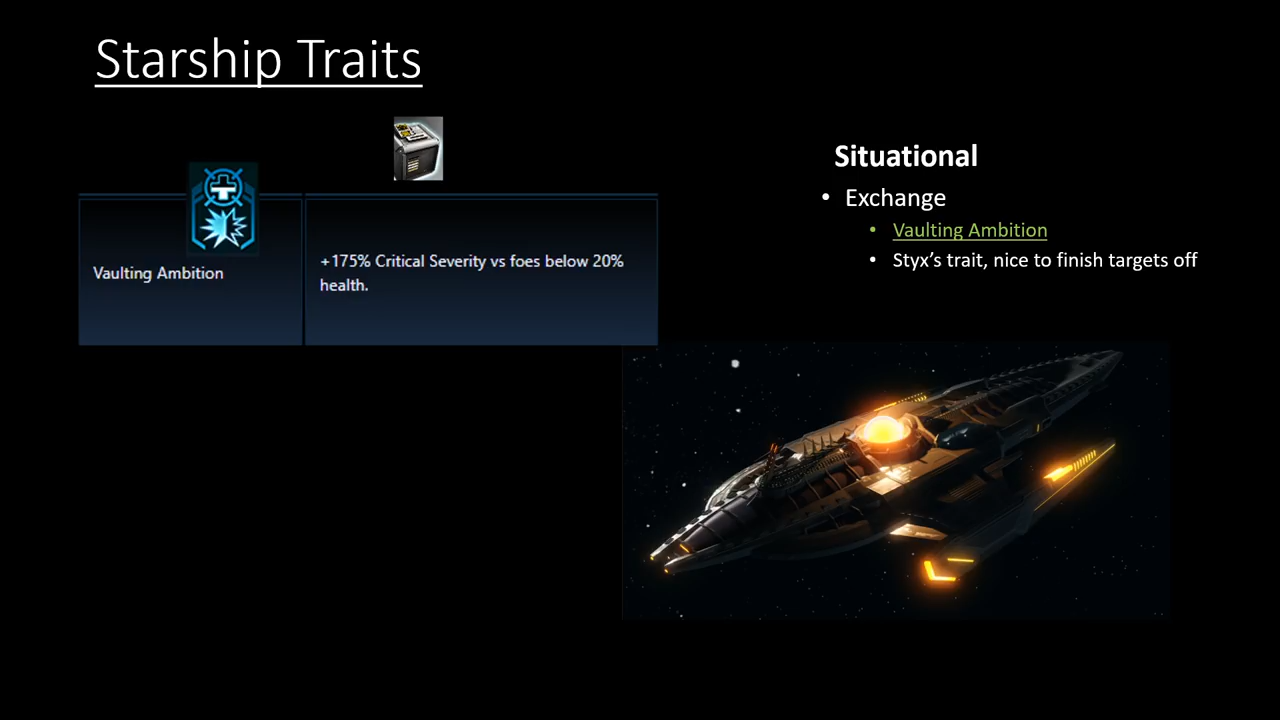 Starship Traits
Vaulting Ambition
+175% Critical Severity vs foes below 20%
health.
Situational
• Exchange
• Vaulting Ambition
• Styx’s trait, nice to finish targets off